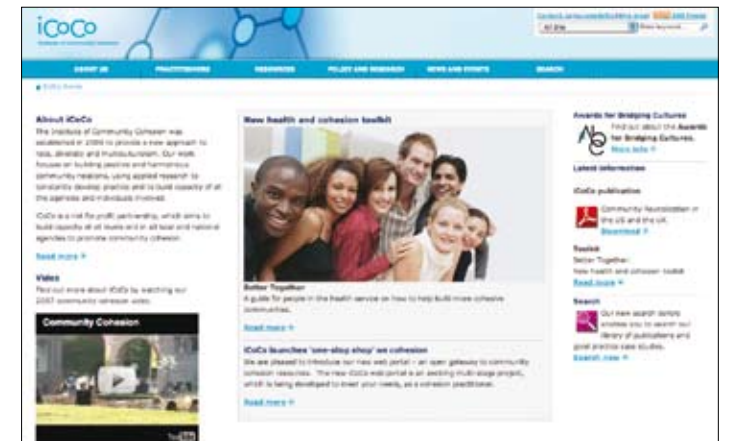 iCoCo
All Site
ABOUT US
PRACTITIONERS
RESOURCES
POLICY AND RESEARCH
NEWS AND EVENTS
SEARCH
About iCoCo
The Institute of Community Cohesion was
established in 2005 to provide a new approach to
race, diversity and multiculturalism. Our work
focuses on building positive and harmonious
community relations, using applied research to
constantly develop practice and to build capacity of all
the agencies and individuals involved.
iCoCo is a not for profit partnership, which aims to
build capacity at all levels and in all local and national
agencies to promote community cohesion.
Read more
Video
Find out more about iCoCo by watching our
2007 community cohesion video.
Community Cohesion
You Tube
New health and cohesion toolkit
Better Together
A guide for people in the health service on how to help build more cohesive
communities.
Read more
iCoCo launches 'one-stop shop' on cohesion
We are pleased to introduce our new web portal - an open gateway to community
cohesion resources. The new iCoCo web portal is an exciting multi-stage project,
which is being developed to meet your needs, as a cohesion practitioner.
Read more
Awards for Bridging Cultures
Find out about the Awards
for Bridging Cultures.
More info
Latest information
iCoCo publication
Community Reconciliation in
the US and the UK.
Download
Toolkit
Better Together:
New health and cohesion toolkit
Read more
Search
Our new search library
enables you to search our
library of publications and
good practice case studies.
Search now